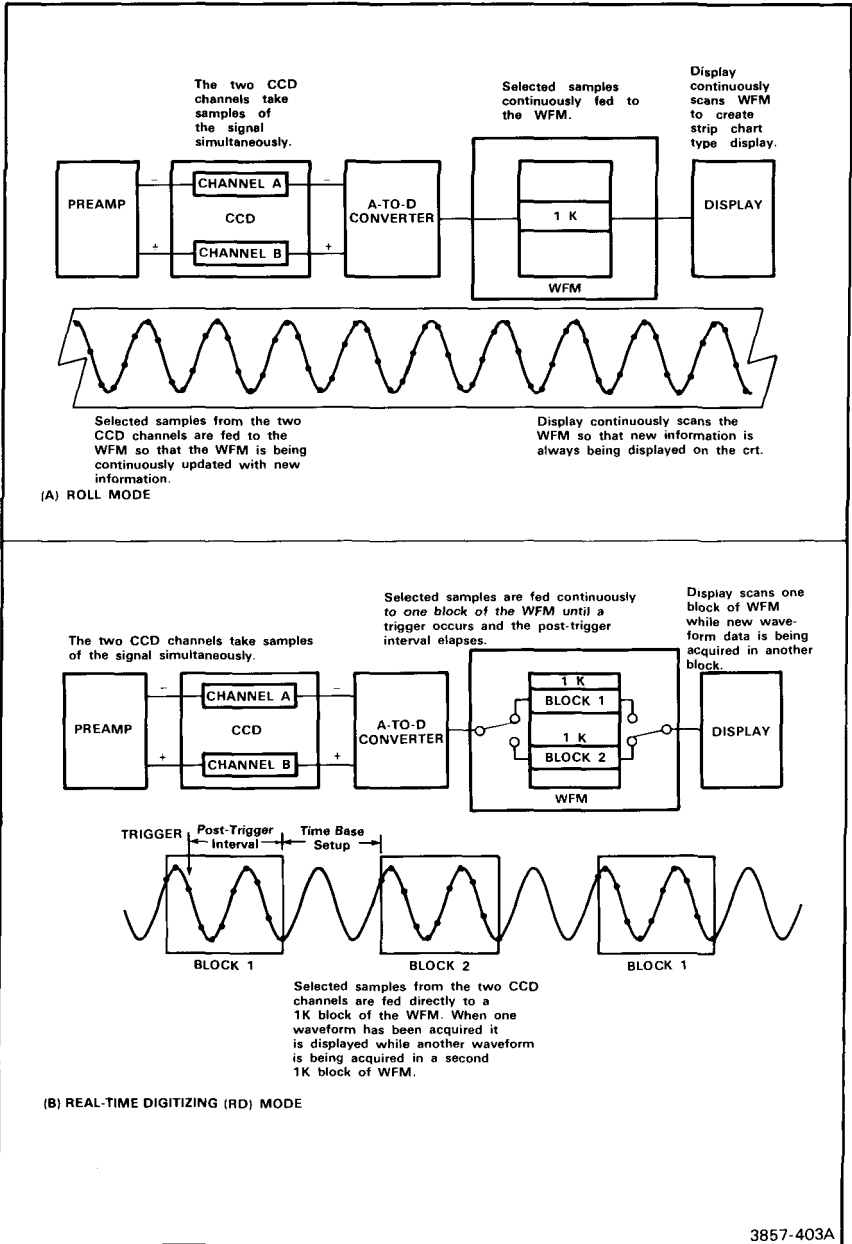 The two CCD
channels take
samples of
the signal
simultaneously.
Selected samples
continuously fed to
the WFM.
Display
continuously
scans WFM
to create
strip chart
type display.
PREAMP
−
CHANNEL A
−
CCD
+
CHANNEL B
+
A-TO-D
CONVERTER
1 K
WFM
DISPLAY
Selected samples from the two
CCD channels are fed to the
WFM so that the WFM is being
continuously updated with new
information.
Display continuously scans the
WFM so that new information is
always being displayed on the crt.
(A) ROLL MODE
The two CCD channels take samples
of the signal simultaneously.
Selected samples are fed continuously
to one block of the WFM until a
trigger occurs and the post-trigger
interval elapses.
Display scans one
block of WFM
while new wave-
form data is being
acquired in another
block.
PREAMP
−
CHANNEL A
−
CCD
+
CHANNEL B
+
A-TO-D
CONVERTER
1 K
BLOCK 1
1 K
BLOCK 2
WFM
DISPLAY
TRIGGER
Post-Trigger
Interval
Time Base
Setup
BLOCK 1
BLOCK 2
BLOCK 1
Selected samples from the two CCD
channels are fed directly to a
1K block of the WFM. When one
waveform has been acquired it
is displayed while another waveform
is being acquired in a second
1K block of WFM.
(B) REAL-TIME DIGITIZING (RD) MODE
3857-403A